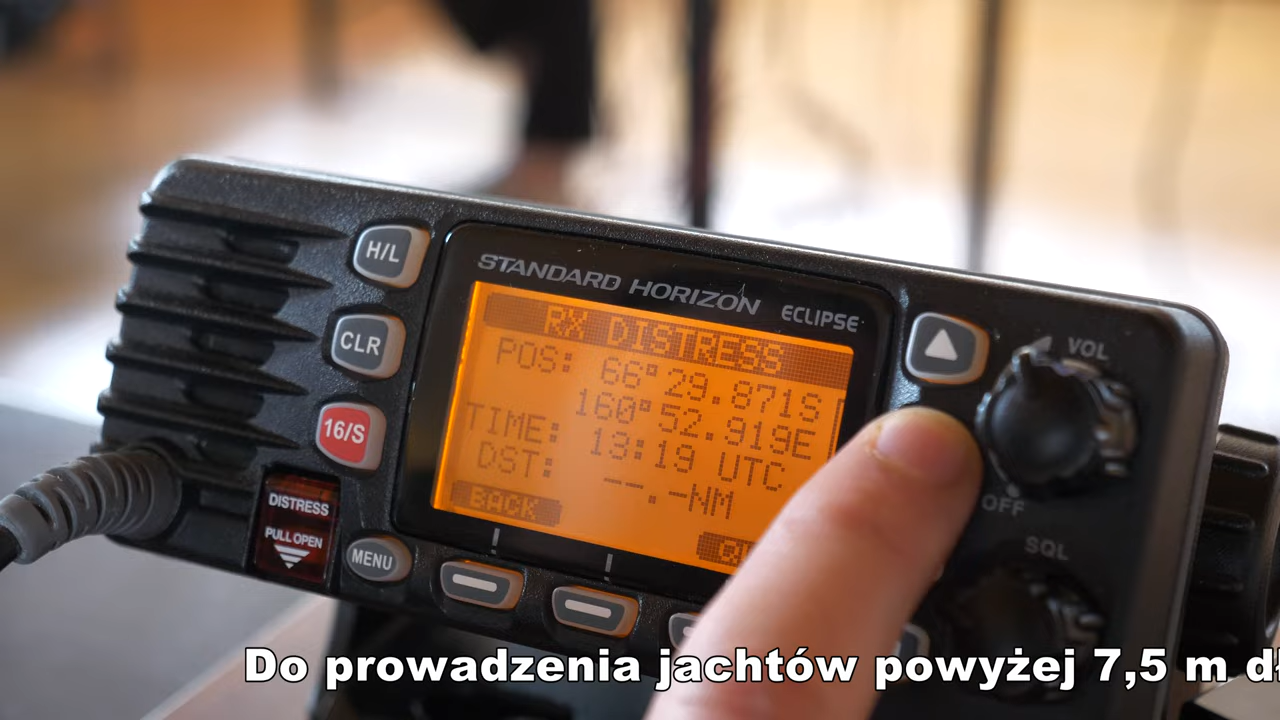 STANDARD HORIZON ECLIPSE
H/L
CLR
16/S
DISTRESS
PULL OPEN
MENU
RX DISTRESS
POS: 66°29.871S
160°52.919E
TIME: 13:19 UTC
DST: --.-NM
BACK
VOL
OFF
SQL
Do prowadzenia jachtów powyżej 7,5 m